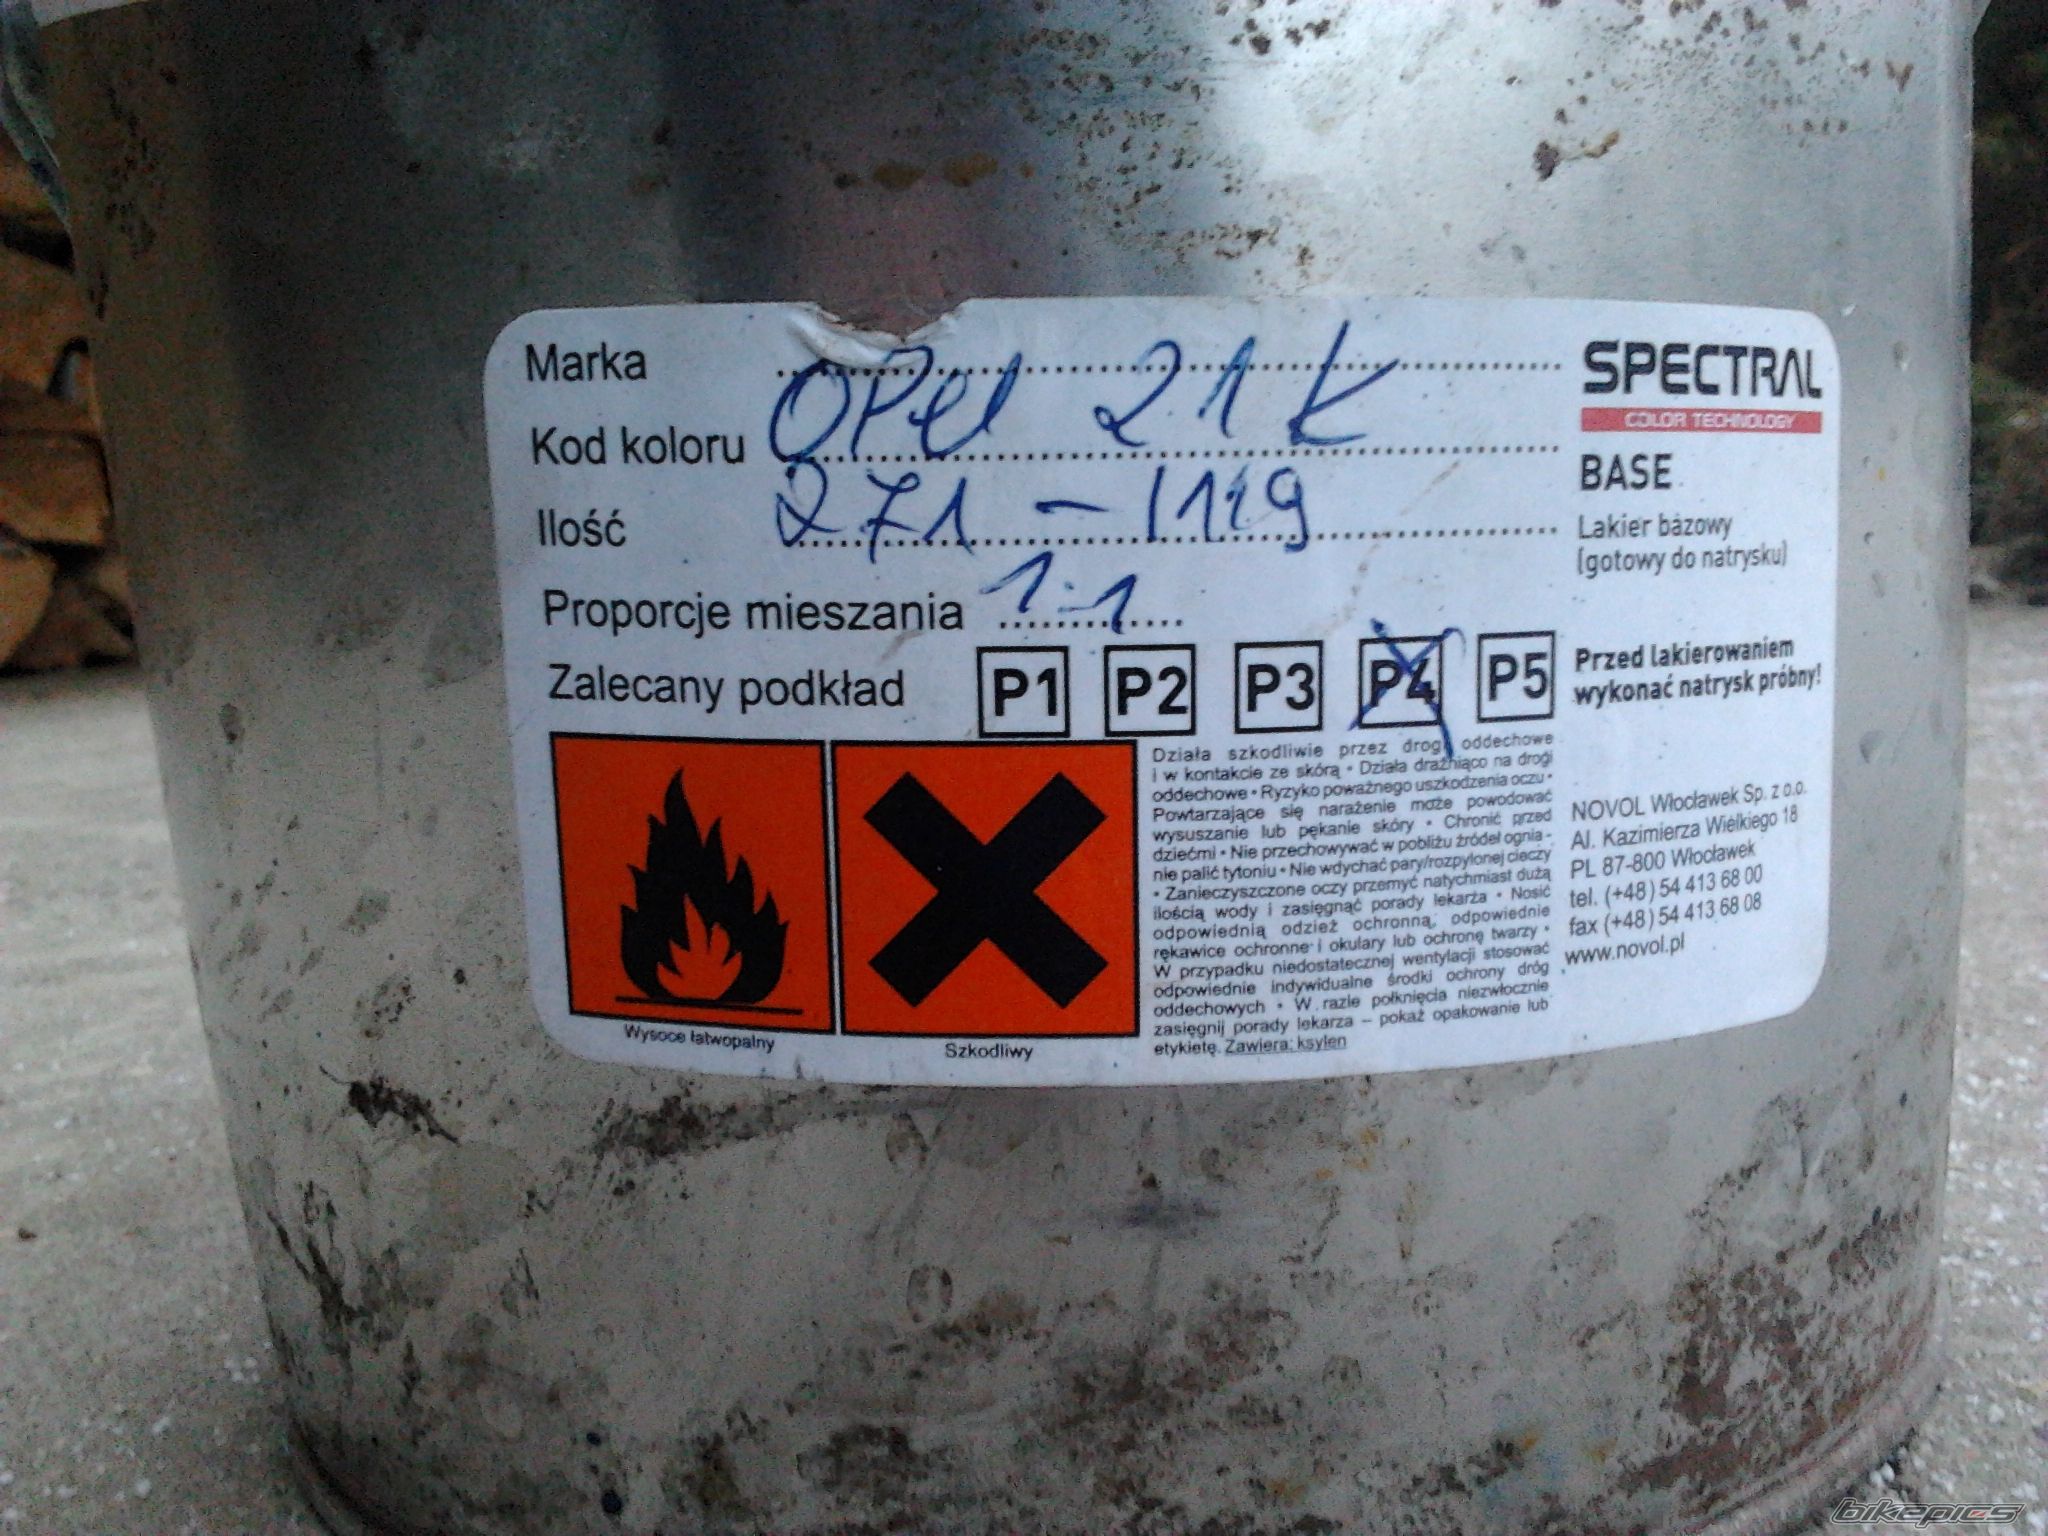 Marka
OPel 21K
Kod koloru
271-1119
Ilość
Proporcje mieszania 1:1
Zalecany podkład P1 P2 P3 P4 P5
SPECTRAL
COLOR TECHNOLOGY
BASE
Lakier bazowy
(gotowy do natrysku)
Przed lakierowaniem
wykonać natrysk próbny!
Wysoce łatwopalny
Szkodliwy
Działa szkodliwie przez drogi oddechowe
i w kontakcie ze skórą • Działa drażniąco na drogi
oddechowe • Ryzyko poważnego uszkodzenia oczu •
Powtarzające się narażenie może powodować
wysuszanie lub pękanie skóry • Chronić przed
dziećmi • Nie przechowywać w pobliżu źródeł ognia -
nie palić tytoniu • Nie wdychać pary/rozpylonej cieczy
• Zanieczyszczone oczy przemyć natychmiast dużą
ilością wody i zasięgnąć porady lekarza • Nosić
odpowiednią odzież ochronną, odpowiednie
rękawice ochronne i okulary lub ochronę twarzy •
W przypadku niedostatecznej wentylacji stosować
odpowiednie indywidualne środki ochrony dróg
oddechowych • W razie połknięcia niezwłocznie
zasięgnij porady lekarza – pokaż opakowanie lub
etykietę. Zawiera: ksylen
NOVOL Włocławek Sp. z o.o.
Al. Kazimierza Wielkiego 18
PL 87-800 Włocławek
tel. (+48) 54 413 68 00
fax (+48) 54 413 68 08
www.novol.pl
bikepics